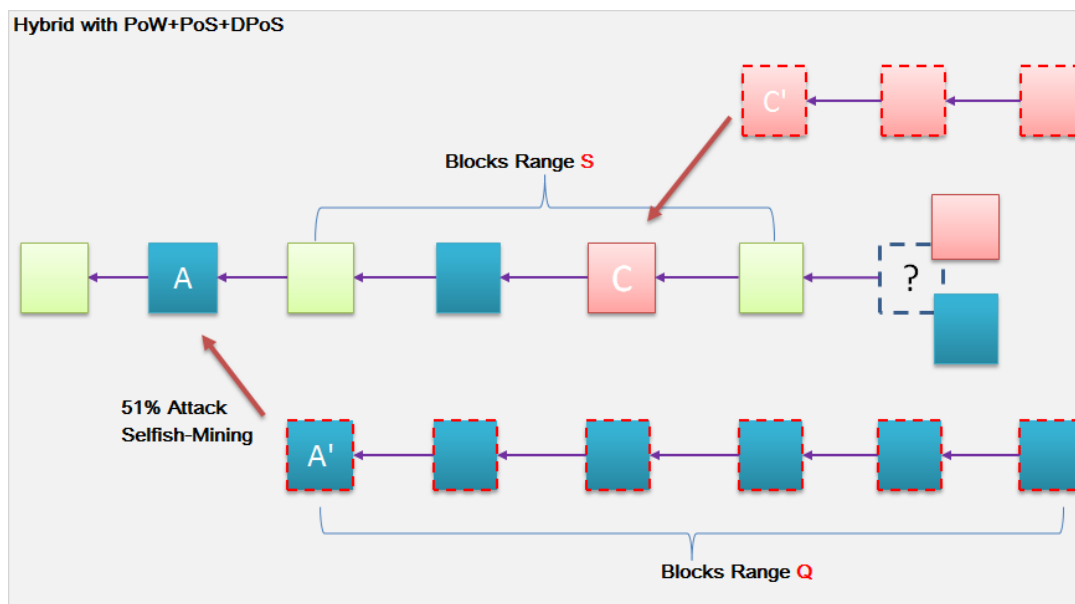 Hybrid with PoW+PoS+DPoS
C'
Blocks Range S
A
C
?
51% Attack
Selfish-Mining
A'
Blocks Range Q